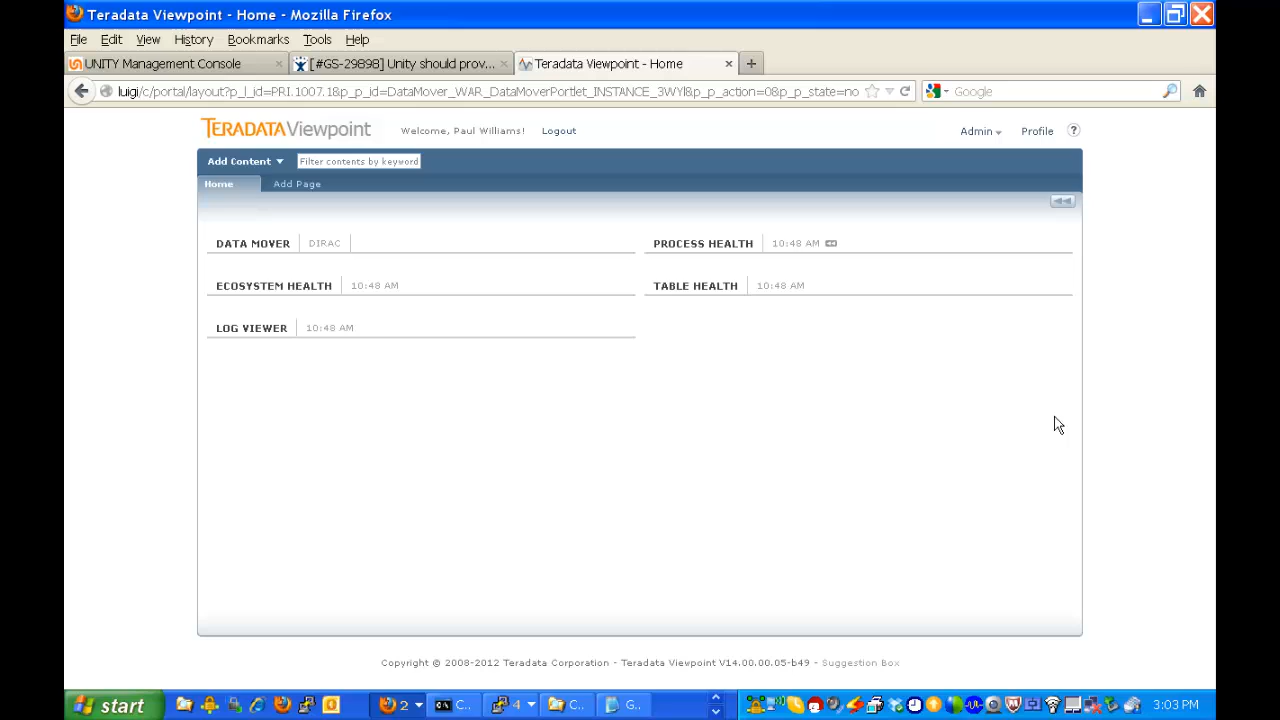 Teradata Viewpoint - Home - Mozilla Firefox
File Edit View History Bookmarks Tools Help
UNITY Management Console × [#GS-29898] Unity should prov... × Teradata Viewpoint - Home × +
luigi/c/portal/layout?p_l_id=PRI.1007.1&p_p_id=DataMover_WAR_DataMoverPortlet_INSTANCE_3WYl&p_p_action=0&p_p_state=no Google
TERADATA Viewpoint Welcome, Paul Williams! Logout Admin Profile ?
Add Content Filter contents by keyword
Home Add Page
DATA MOVER DIRAC PROCESS HEALTH 10:48 AM
ECOSYSTEM HEALTH 10:48 AM TABLE HEALTH 10:48 AM
LOG VIEWER 10:48 AM
Copyright © 2008-2012 Teradata Corporation - Teradata Viewpoint V14.00.00.05-b49 - Suggestion Box
start 2 C... 4 C... G... 3:03 PM